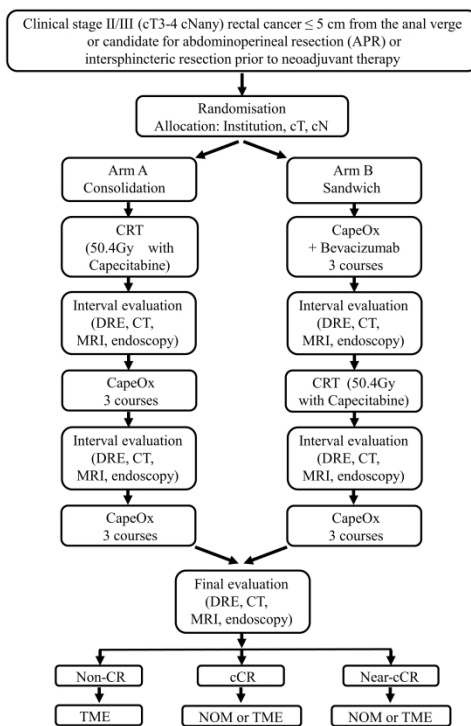 Clinical stage II/III (cT3-4 cNany) rectal cancer ≤ 5 cm from the anal verge
or candidate for abdominoperineal resection (APR) or
intersphincteric resection prior to neoadjuvant therapy
Randomisation
Allocation: Institution, cT, cN
Arm A
Consolidation
Arm B
Sandwich
CRT
(50.4Gy with
Capecitabine)
CapeOx
+ Bevacizumab
3 courses
Interval evaluation
(DRE, CT,
MRI, endoscopy)
Interval evaluation
(DRE, CT,
MRI, endoscopy)
CapeOx
3 courses
CRT (50.4Gy
with Capecitabine)
Interval evaluation
(DRE, CT,
MRI, endoscopy)
Interval evaluation
(DRE, CT,
MRI, endoscopy)
CapeOx
3 courses
CapeOx
3 courses
Final evaluation
(DRE, CT,
MRI, endoscopy)
Non-CR
cCR
Near-cCR
TME
NOM or TME
NOM or TME